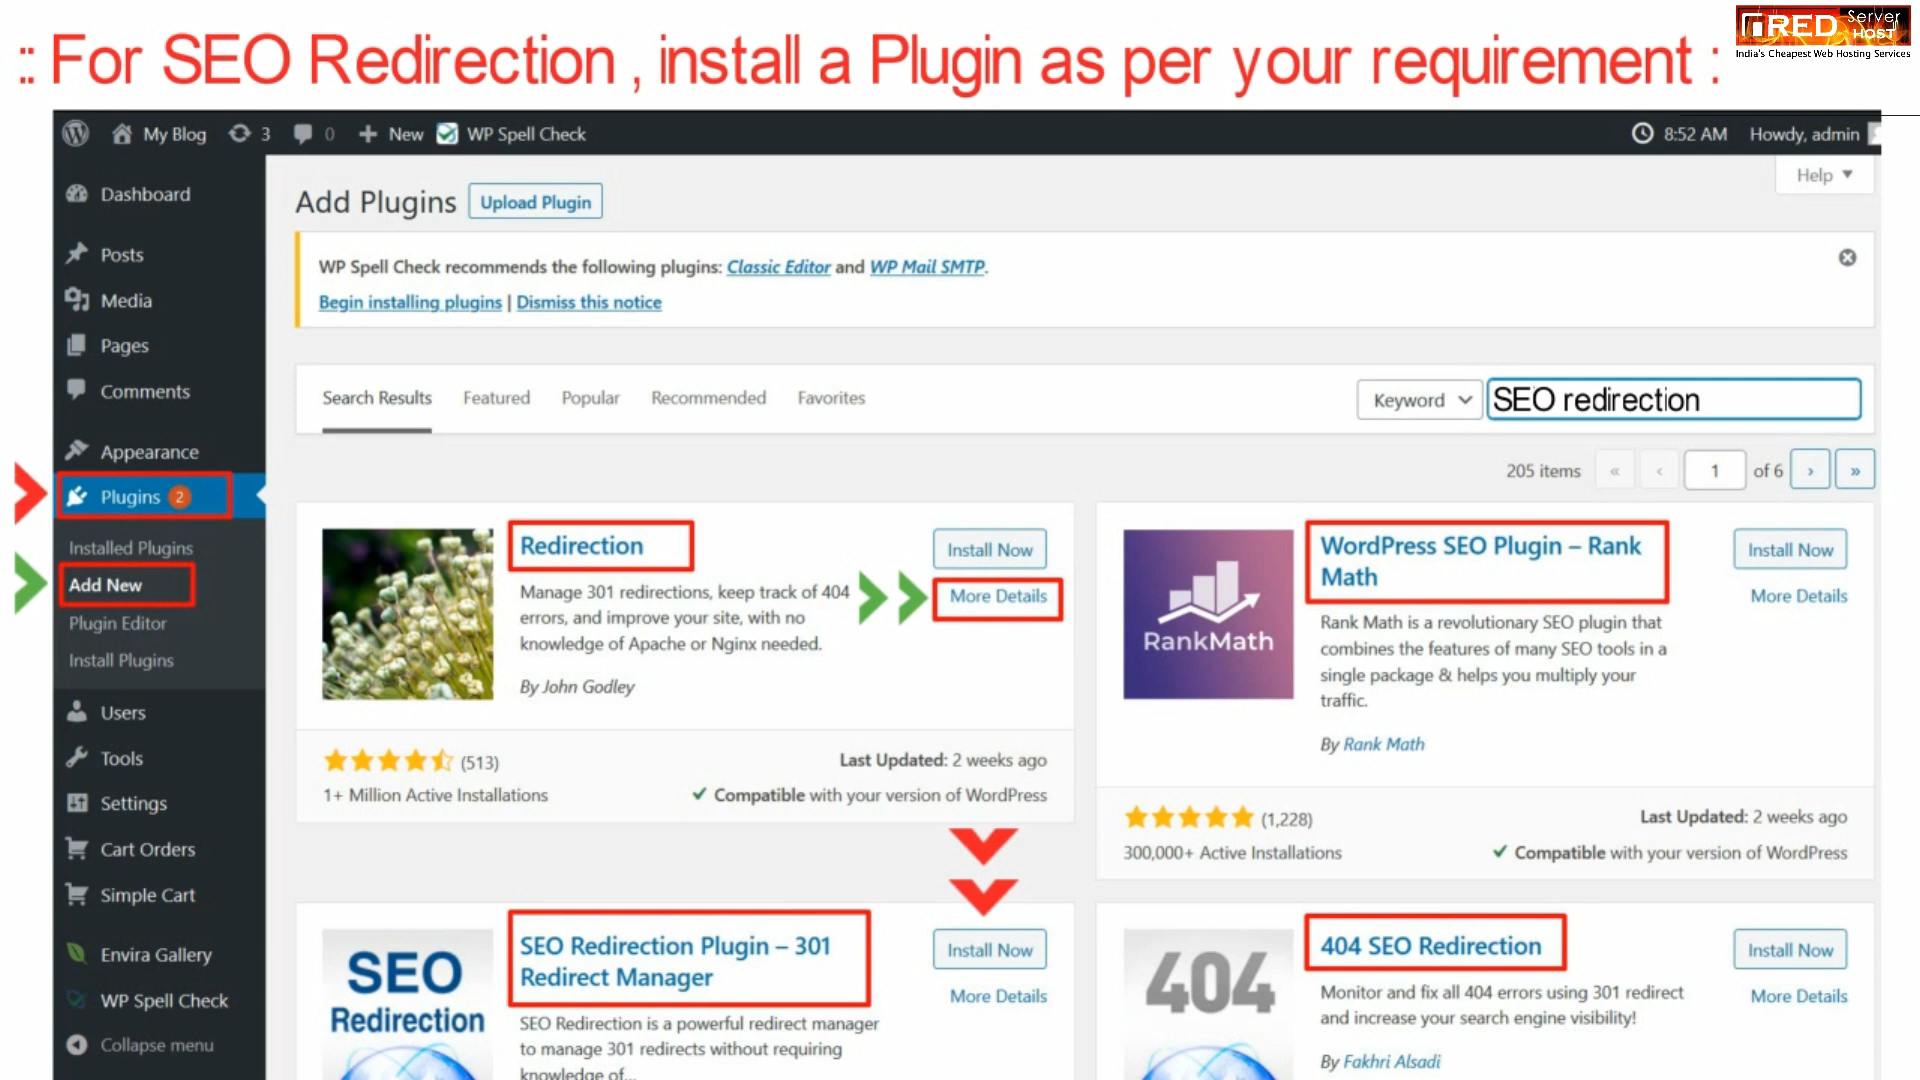 :: For SEO Redirection , install a Plugin as per your requirement :
RED Server HOST
India's Cheapest Web Hosting Services
My Blog 3 0 + New WP Spell Check
8:52 AM Howdy, admin
Help
Dashboard
Posts
Media
Pages
Comments
Appearance
Plugins 2
Installed Plugins
Add New
Plugin Editor
Install Plugins
Users
Tools
Settings
Cart Orders
Simple Cart
Envira Gallery
WP Spell Check
Collapse menu
Add Plugins Upload Plugin
WP Spell Check recommends the following plugins: Classic Editor and WP Mail SMTP.
Begin installing plugins | Dismiss this notice
Search Results Featured Popular Recommended Favorites
Keyword SEO redirection
205 items « ‹ 1 of 6 › »
Redirection
Install Now
More Details
Manage 301 redirections, keep track of 404
errors, and improve your site, with no
knowledge of Apache or Nginx needed.
By John Godley
(513)
Last Updated: 2 weeks ago
1+ Million Active Installations
✔ Compatible with your version of WordPress
RankMath
WordPress SEO Plugin – Rank
Math
Install Now
More Details
Rank Math is a revolutionary SEO plugin that
combines the features of many SEO tools in a
single package & helps you multiply your
traffic.
By Rank Math
(1,228)
Last Updated: 2 weeks ago
300,000+ Active Installations
✔ Compatible with your version of WordPress
SEO
Redirection
SEO Redirection Plugin – 301
Redirect Manager
Install Now
More Details
SEO Redirection is a powerful redirect manager
to manage 301 redirects without requiring
knowledge of...
404
404 SEO Redirection
Install Now
More Details
Monitor and fix all 404 errors using 301 redirect
and increase your search engine visibility!
By Fakhri Alsadi